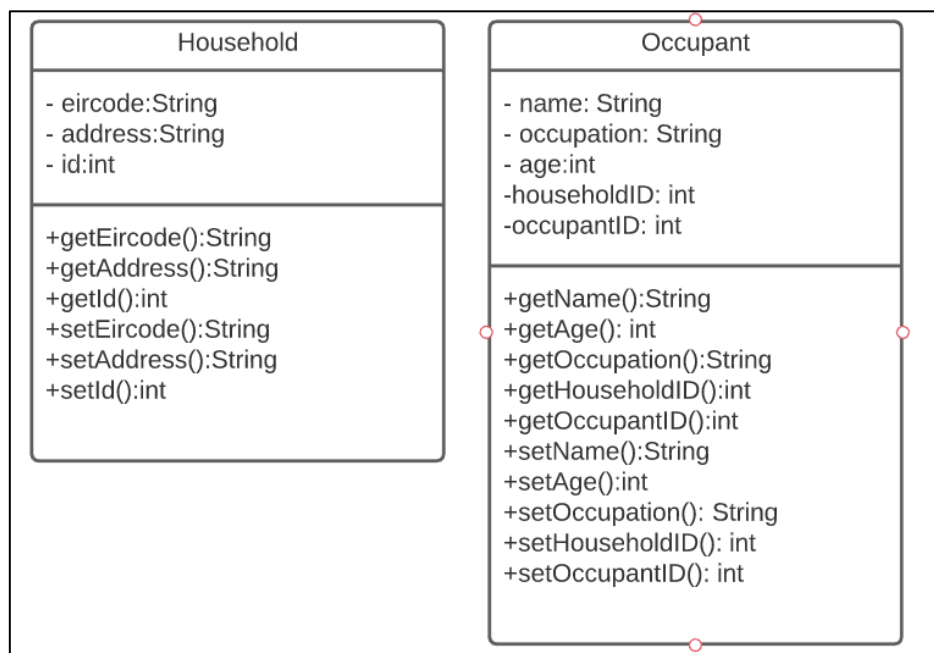 Household
- eircode:String
- address:String
- id:int
+getEircode():String
+getAddress():String
+getId():int
+setEircode():String
+setAddress():String
+setId():int
Occupant
- name: String
- occupation: String
- age:int
-householdID: int
-occupantID: int
+getName():String
+getAge(): int
+getOccupation():String
+getHouseholdID():int
+getOccupantID():int
+setName():String
+setAge():int
+setOccupation(): String
+setHouseholdID(): int
+setOccupantID(): int